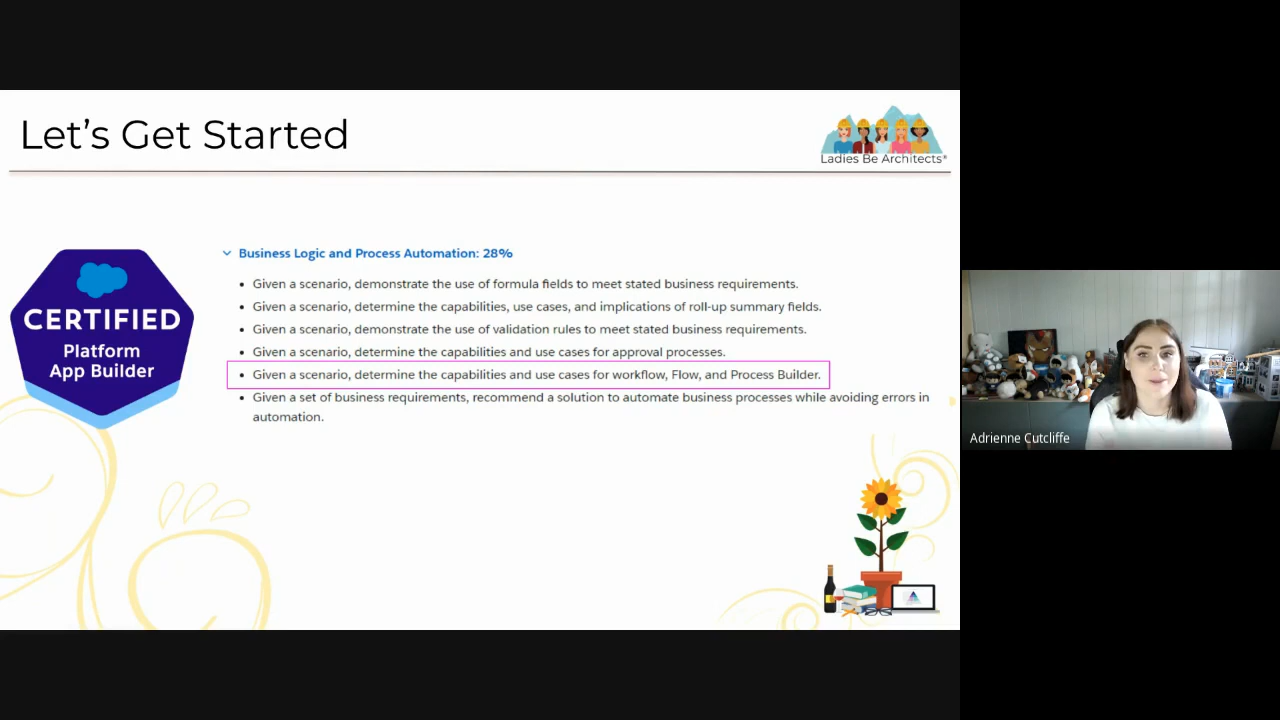 Let's Get Started
Ladies Be Architects®
CERTIFIED
Platform
App Builder
Business Logic and Process Automation: 28%
Given a scenario, demonstrate the use of formula fields to meet stated business requirements.
Given a scenario, determine the capabilities, use cases, and implications of roll-up summary fields.
Given a scenario, demonstrate the use of validation rules to meet stated business requirements.
Given a scenario, determine the capabilities and use cases for approval processes.
Given a scenario, determine the capabilities and use cases for workflow, Flow, and Process Builder.
Given a set of business requirements, recommend a solution to automate business processes while avoiding errors in
automation.
Adrienne Cutcliffe